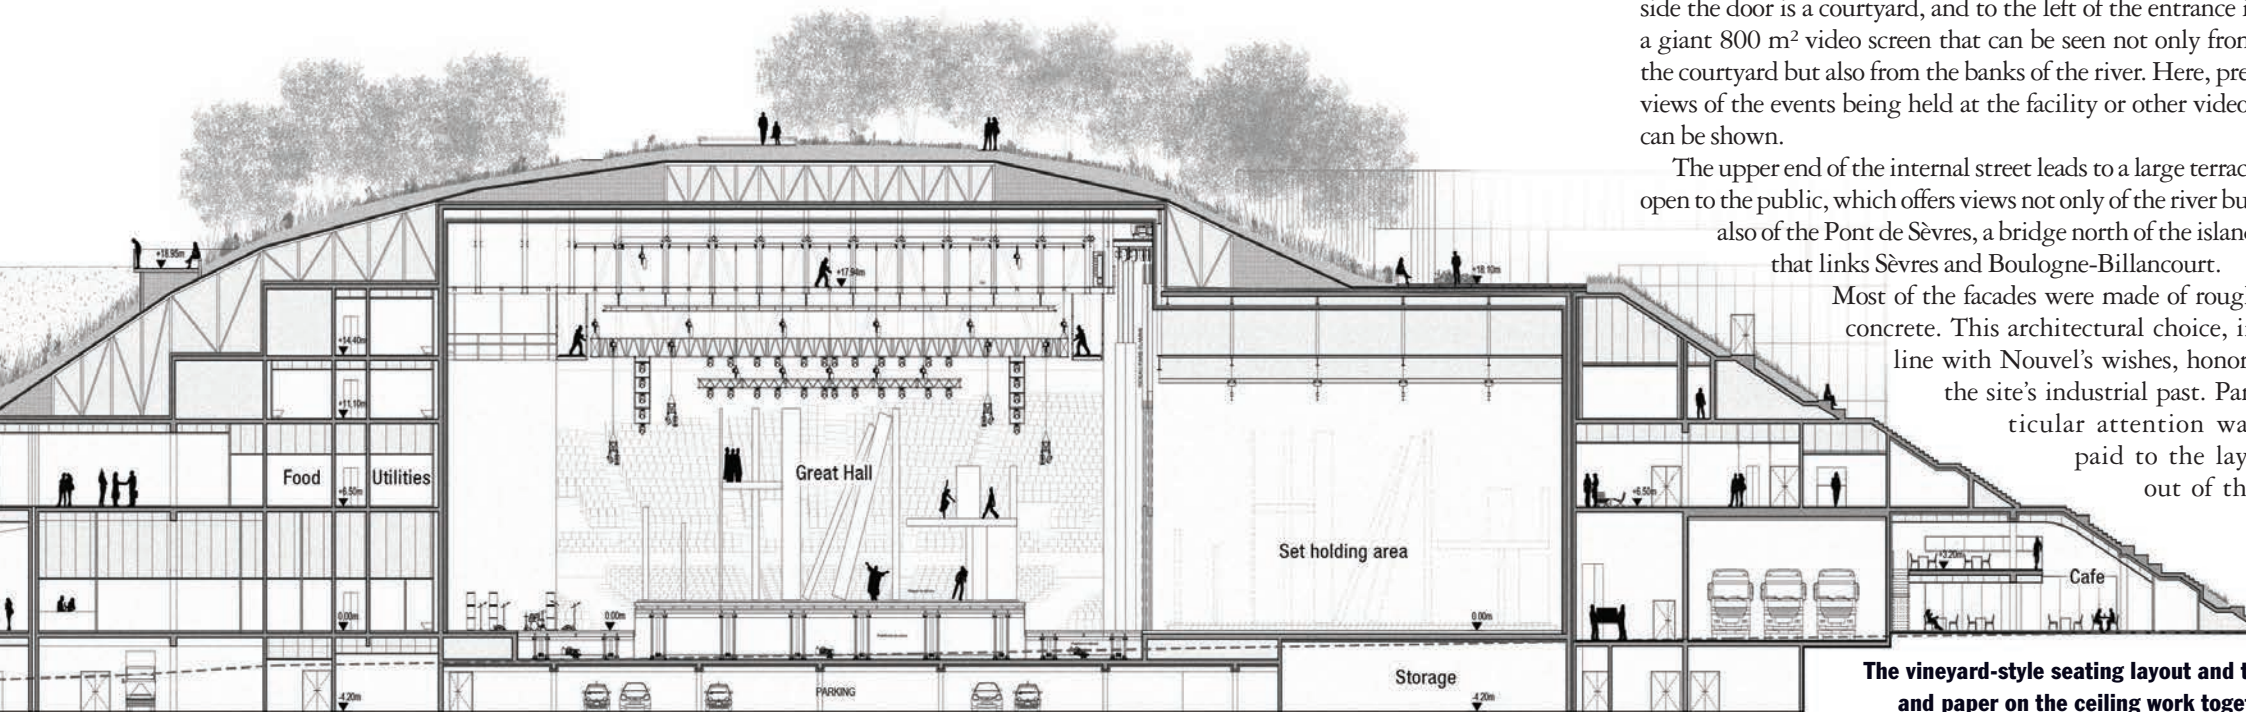 side the door is a courtyard, and to the left of the entrance i
a giant 800 m² video screen that can be seen not only from
the courtyard but also from the banks of the river. Here, pre
views of the events being held at the facility or other video
can be shown.
The upper end of the internal street leads to a large terrac
open to the public, which offers views not only of the river bu
also of the Pont de Sèvres, a bridge north of the island
that links Sèvres and Boulogne-Billancourt.
Most of the facades were made of roug
concrete. This architectural choice, i
line with Nouvel's wishes, honor
the site's industrial past. Par
ticular attention wa
paid to the lay
out of th
+18.95m
+17.94m
+18.10m
+14.40m
+11.10m
Food
+6.50m
Utilities
Great Hall
+6.50m
Set holding area
+3.20m
Cafe
0.00m
0.00m
0.00m
-4.20m
PARKING
Storage
-4.20m
The vineyard-style seating layout and t
and paper on the ceiling work toge